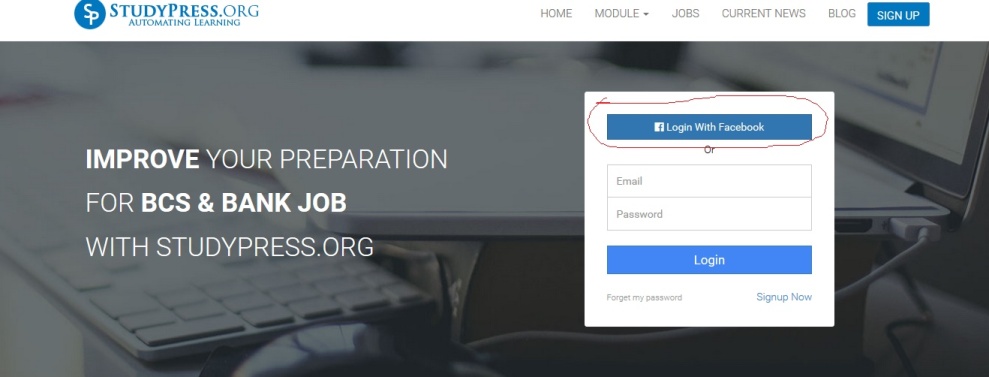 STUDYPRESS.ORG
AUTOMATING LEARNING
HOME MODULE JOBS CURRENT NEWS BLOG SIGN UP
IMPROVE YOUR PREPARATION
FOR BCS & BANK JOB
WITH STUDYPRESS.ORG
Login With Facebook
Or
Email
Password
Login
Forget my password Signup Now